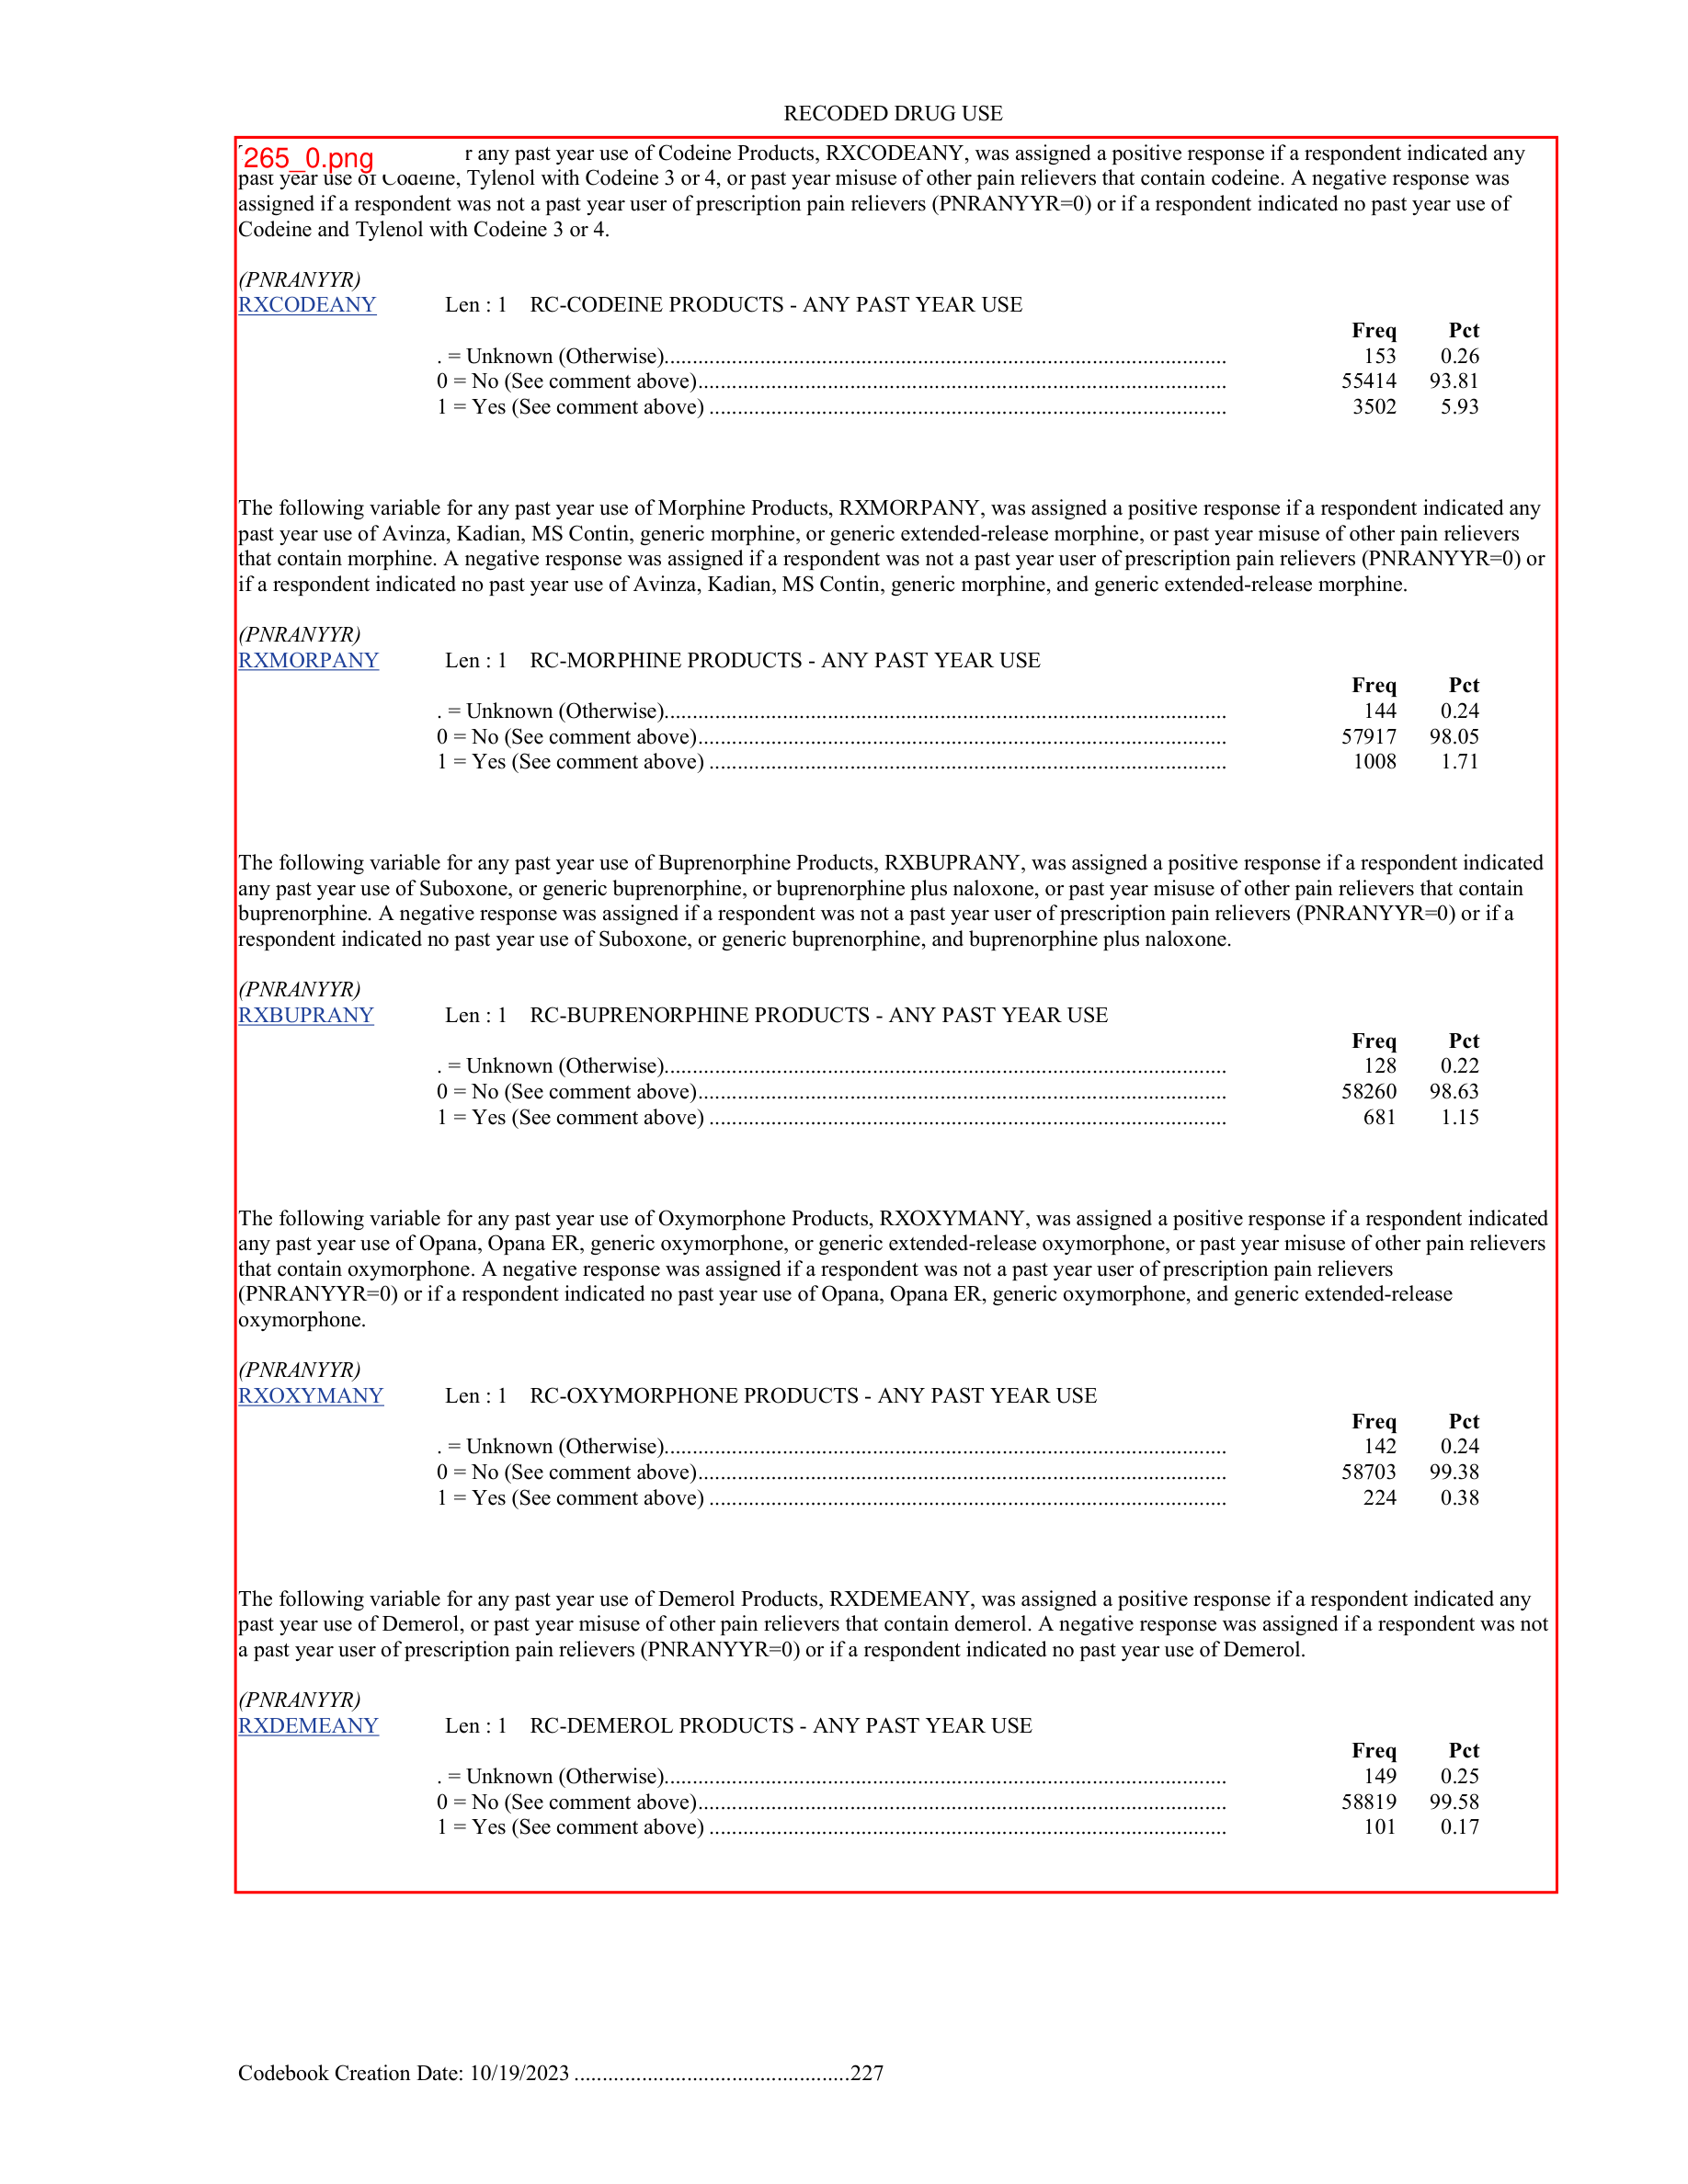 RECODED DRUG USE
265_0.png
r any past year use of Codeine Products, RXCODEANY, was assigned a positive response if a respondent indicated any
past year use of Codeine, Tylenol with Codeine 3 or 4, or past year misuse of other pain relievers that contain codeine. A negative response was
assigned if a respondent was not a past year user of prescription pain relievers (PNRANYYR=0) or if a respondent indicated no past year use of
Codeine and Tylenol with Codeine 3 or 4.
(PNRANYYR)
RXCODEANY Len : 1 RC-CODEINE PRODUCTS - ANY PAST YEAR USE
Freq Pct
. = Unknown (Otherwise).................................................................................................... 153 0.26
0 = No (See comment above)............................................................................................. 55414 93.81
1 = Yes (See comment above) ........................................................................................... 3502 5.93
The following variable for any past year use of Morphine Products, RXMORPANY, was assigned a positive response if a respondent indicated any
past year use of Avinza, Kadian, MS Contin, generic morphine, or generic extended-release morphine, or past year misuse of other pain relievers
that contain morphine. A negative response was assigned if a respondent was not a past year user of prescription pain relievers (PNRANYYR=0) or
if a respondent indicated no past year use of Avinza, Kadian, MS Contin, generic morphine, and generic extended-release morphine.
(PNRANYYR)
RXMORPANY Len : 1 RC-MORPHINE PRODUCTS - ANY PAST YEAR USE
Freq Pct
. = Unknown (Otherwise).................................................................................................... 144 0.24
0 = No (See comment above)............................................................................................. 57917 98.05
1 = Yes (See comment above) ........................................................................................... 1008 1.71
The following variable for any past year use of Buprenorphine Products, RXBUPRANY, was assigned a positive response if a respondent indicated
any past year use of Suboxone, or generic buprenorphine, or buprenorphine plus naloxone, or past year misuse of other pain relievers that contain
buprenorphine. A negative response was assigned if a respondent was not a past year user of prescription pain relievers (PNRANYYR=0) or if a
respondent indicated no past year use of Suboxone, or generic buprenorphine, and buprenorphine plus naloxone.
(PNRANYYR)
RXBUPRANY Len : 1 RC-BUPRENORPHINE PRODUCTS - ANY PAST YEAR USE
Freq Pct
. = Unknown (Otherwise).................................................................................................... 128 0.22
0 = No (See comment above)............................................................................................. 58260 98.63
1 = Yes (See comment above) ........................................................................................... 681 1.15
The following variable for any past year use of Oxymorphone Products, RXOXYMANY, was assigned a positive response if a respondent indicated
any past year use of Opana, Opana ER, generic oxymorphone, or generic extended-release oxymorphone, or past year misuse of other pain relievers
that contain oxymorphone. A negative response was assigned if a respondent was not a past year user of prescription pain relievers
(PNRANYYR=0) or if a respondent indicated no past year use of Opana, Opana ER, generic oxymorphone, and generic extended-release
oxymorphone.
(PNRANYYR)
RXOXYMANY Len : 1 RC-OXYMORPHONE PRODUCTS - ANY PAST YEAR USE
Freq Pct
. = Unknown (Otherwise).................................................................................................... 142 0.24
0 = No (See comment above)............................................................................................. 58703 99.38
1 = Yes (See comment above) ........................................................................................... 224 0.38
The following variable for any past year use of Demerol Products, RXDEMEANY, was assigned a positive response if a respondent indicated any
past year use of Demerol, or past year misuse of other pain relievers that contain demerol. A negative response was assigned if a respondent was not
a past year user of prescription pain relievers (PNRANYYR=0) or if a respondent indicated no past year use of Demerol.
(PNRANYYR)
RXDEMEANY Len : 1 RC-DEMEROL PRODUCTS - ANY PAST YEAR USE
Freq Pct
. = Unknown (Otherwise).................................................................................................... 149 0.25
0 = No (See comment above)............................................................................................. 58819 99.58
1 = Yes (See comment above) ........................................................................................... 101 0.17
Codebook Creation Date: 10/19/2023 .................................................227